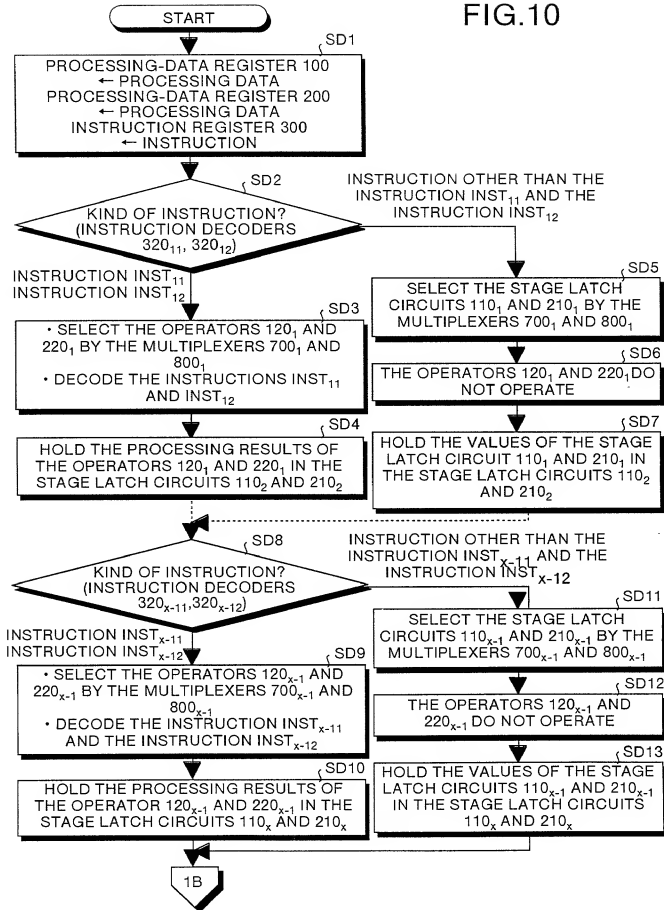 FIG.10
START
SD1
PROCESSING-DATA REGISTER 100
← PROCESSING DATA
PROCESSING-DATA REGISTER 200
← PROCESSING DATA
INSTRUCTION REGISTER 300
← INSTRUCTION
SD2
KIND OF INSTRUCTION?
(INSTRUCTION DECODERS
320₁₁, 320₁₂)
INSTRUCTION OTHER THAN THE
INSTRUCTION INST₁₁ AND THE
INSTRUCTION INST₁₂
INSTRUCTION INST₁₁
INSTRUCTION INST₁₂
SD3
• SELECT THE OPERATORS 120₁ AND
220₁ BY THE MULTIPLEXERS 700₁ AND
800₁
• DECODE THE INSTRUCTIONS INST₁₁
AND INST₁₂
SD4
HOLD THE PROCESSING RESULTS OF
THE OPERATORS 120₁ AND 220₁ IN THE
STAGE LATCH CIRCUITS 110₂ AND 210₂
SD5
SELECT THE STAGE LATCH
CIRCUITS 110₁ AND 210₁ BY THE
MULTIPLEXERS 700₁ AND 800₁
SD6
THE OPERATORS 120₁ AND 220₁ DO
NOT OPERATE
SD7
HOLD THE VALUES OF THE STAGE
LATCH CIRCUIT 110₁ AND 210₁ IN
THE STAGE LATCH CIRCUITS 110₂
AND 210₂
SD8
KIND OF INSTRUCTION?
(INSTRUCTION DECODERS
320ₓ₋₁₁,320ₓ₋₁₂)
INSTRUCTION OTHER THAN THE
INSTRUCTION INSTₓ₋₁₁ AND THE
INSTRUCTION INSTₓ₋₁₂
INSTRUCTION INSTₓ₋₁₁
INSTRUCTION INSTₓ₋₁₂
SD9
• SELECT THE OPERATORS 120ₓ₋₁ AND
220ₓ₋₁ BY THE MULTIPLEXERS 700ₓ₋₁ AND
800ₓ₋₁
• DECODE THE INSTRUCTION INSTₓ₋₁₁
AND THE INSTRUCTION INSTₓ₋₁₂
SD10
HOLD THE PROCESSING RESULTS OF
THE OPERATOR 120ₓ₋₁ AND 220ₓ₋₁ IN THE
STAGE LATCH CIRCUITS 110ₓ AND 210ₓ
SD11
SELECT THE STAGE LATCH
CIRCUITS 110ₓ₋₁ AND 210ₓ₋₁ BY THE
MULTIPLEXERS 700ₓ₋₁ AND 800ₓ₋₁
SD12
THE OPERATORS 120ₓ₋₁ AND
220ₓ₋₁ DO NOT OPERATE
SD13
HOLD THE VALUES OF THE STAGE
LATCH CIRCUITS 110ₓ₋₁ AND 210ₓ₋₁
IN THE STAGE LATCH CIRCUITS
110ₓ AND 210ₓ
1B